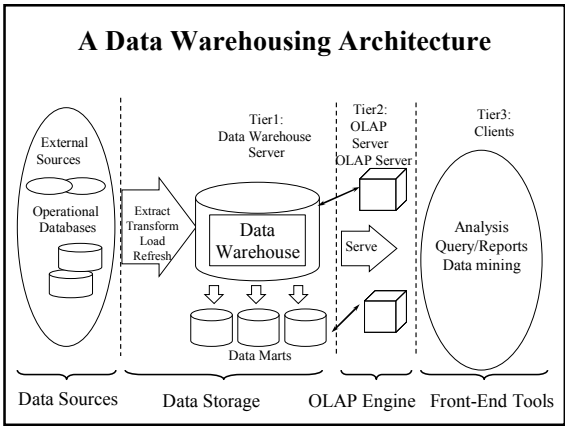 A Data Warehousing Architecture
Tier1:
Data Warehouse
Server
Tier2:
OLAP
Server
OLAP Server
Tier3:
Clients
External
Sources
Operational
Databases
Extract
Transform
Load
Refresh
Data
Warehouse
Serve
Analysis
Query/Reports
Data mining
Data Marts
Data Sources
Data Storage
OLAP Engine
Front-End Tools